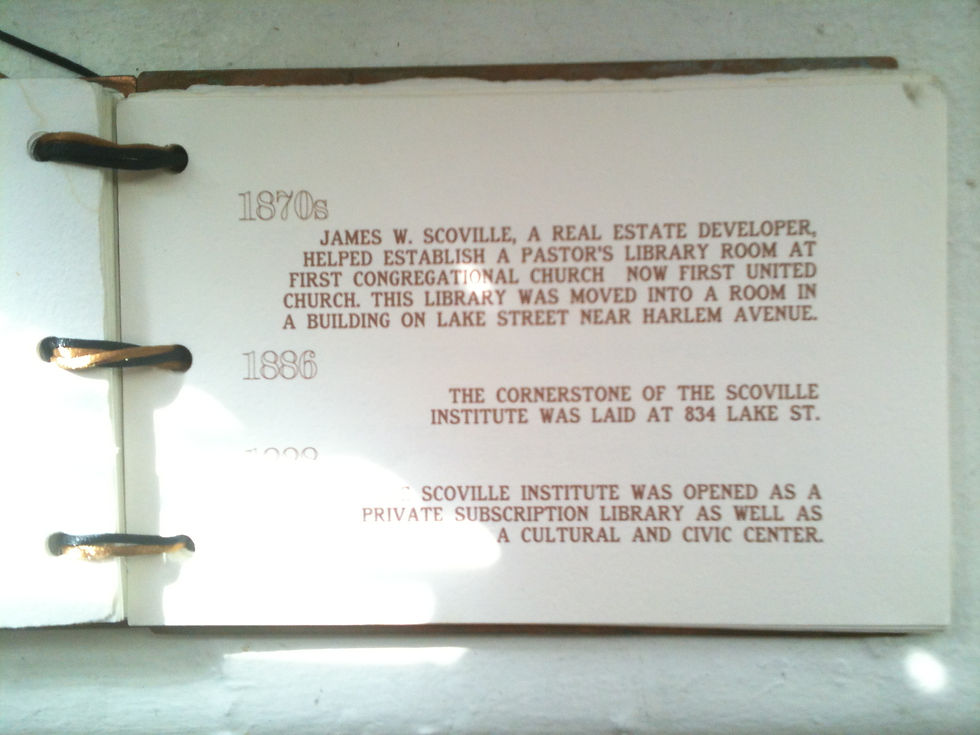 1870s
JAMES W. SCOVILLE, A REAL ESTATE DEVELOPER,
HELPED ESTABLISH A PASTOR'S LIBRARY ROOM AT
FIRST CONGREGATIONAL CHURCH NOW FIRST UNITED
CHURCH. THIS LIBRARY WAS MOVED INTO A ROOM IN
A BUILDING ON LAKE STREET NEAR HARLEM AVENUE.
1886
THE CORNERSTONE OF THE SCOVILLE
INSTITUTE WAS LAID AT 834 LAKE ST.
SCOVILLE INSTITUTE WAS OPENED AS A
PRIVATE SUBSCRIPTION LIBRARY AS WELL AS
A CULTURAL AND CIVIC CENTER.